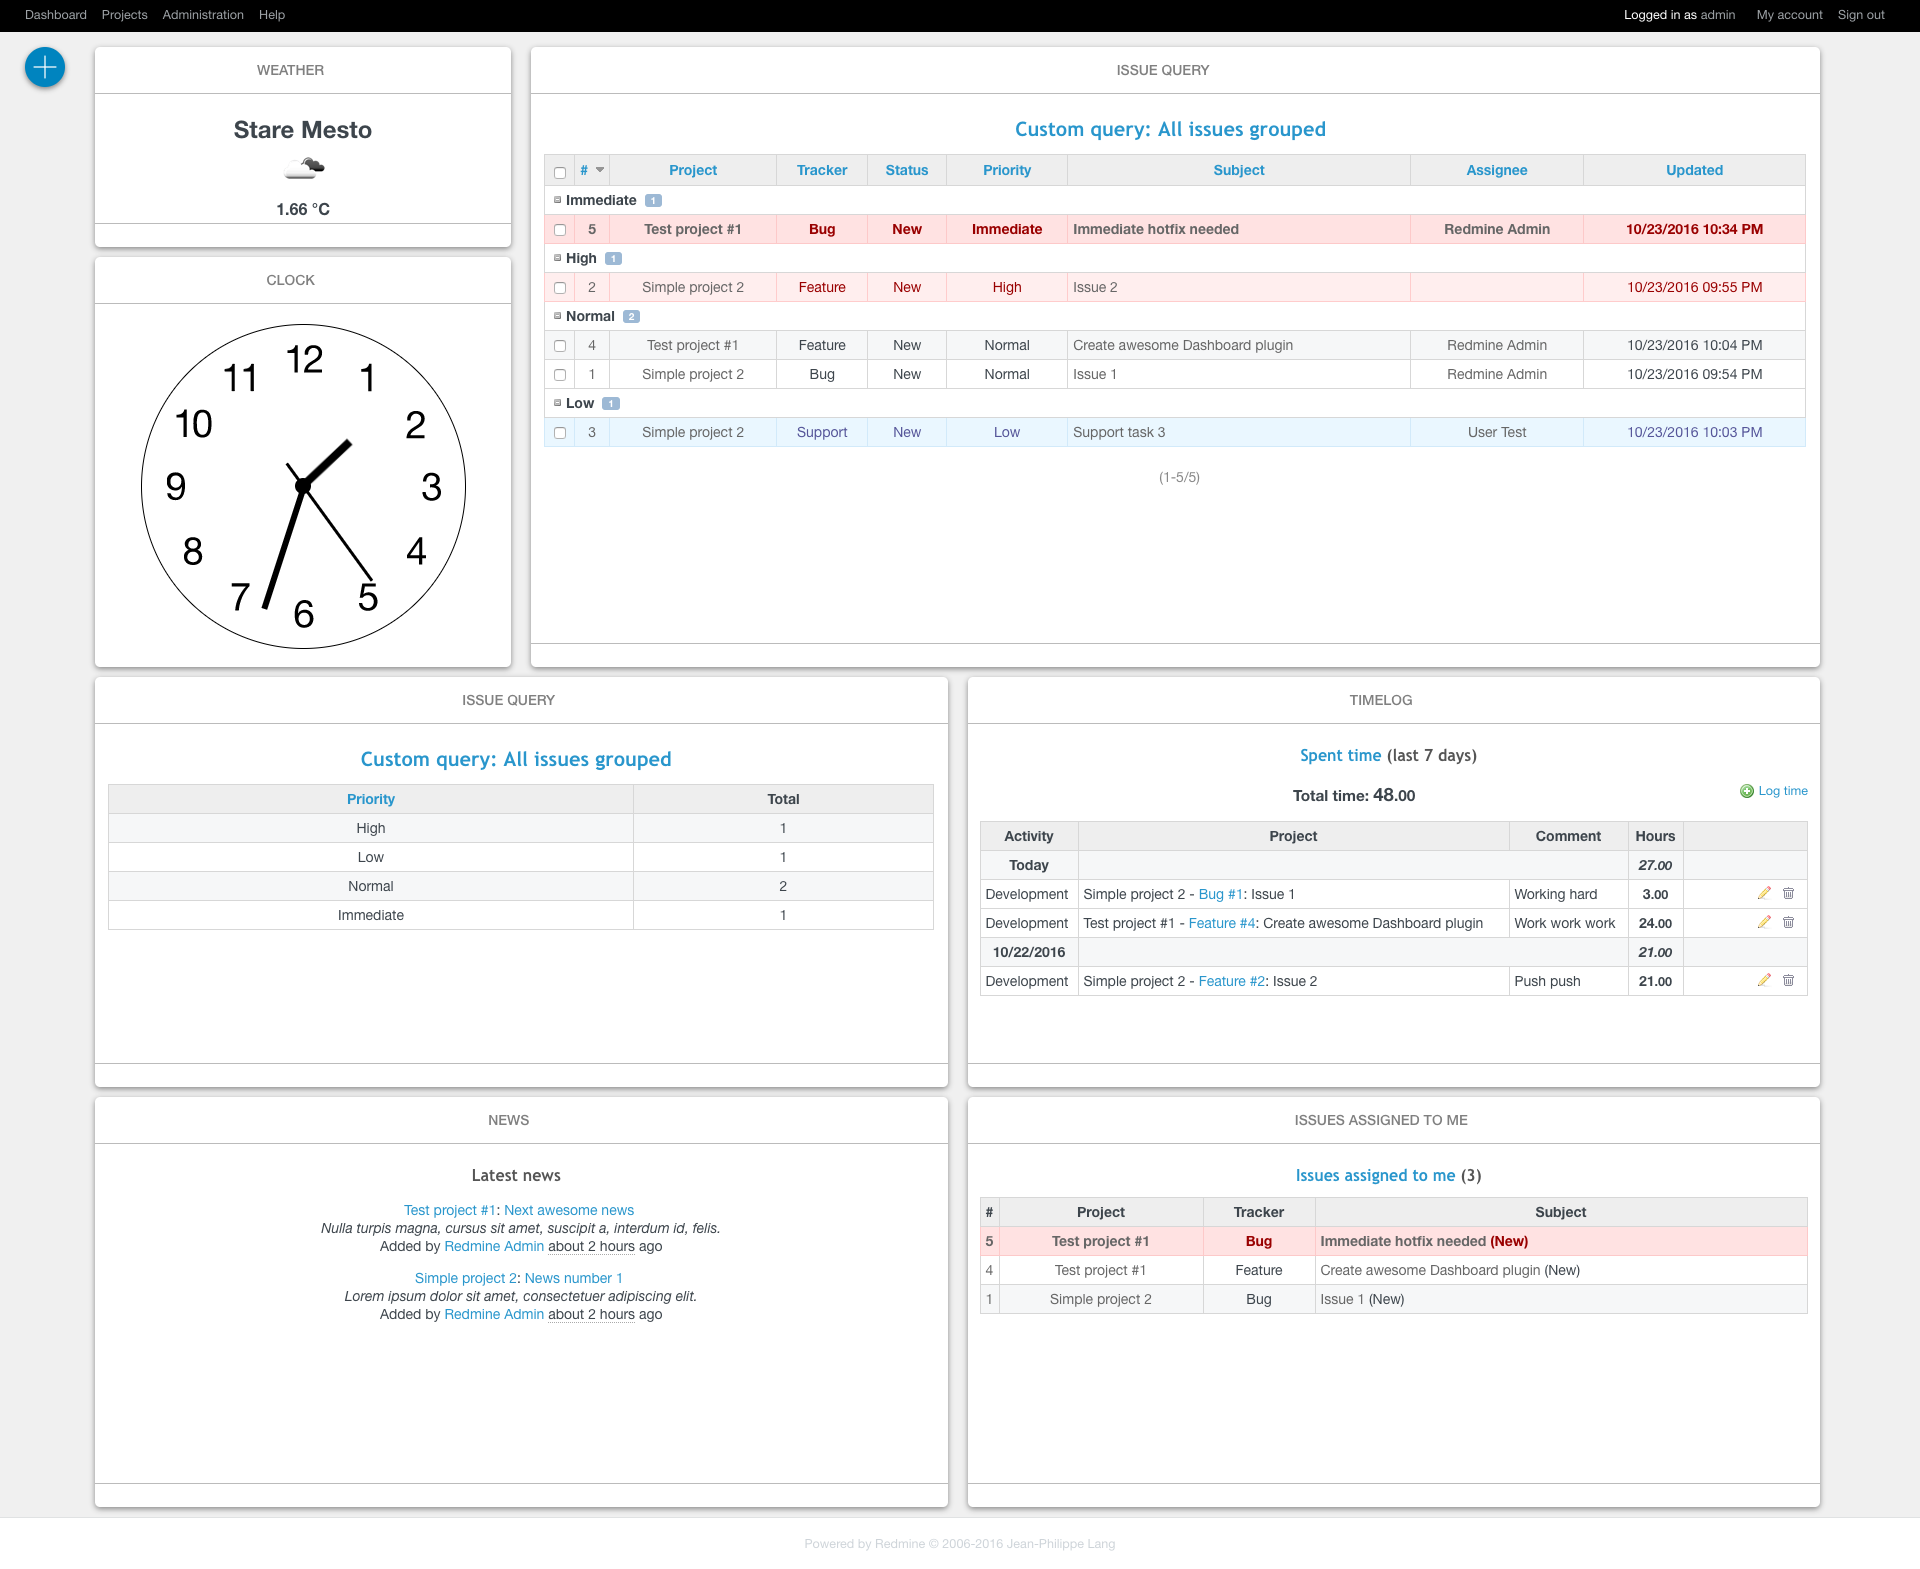 Dashboard Projects Administration Help Logged in as admin My account Sign out
WEATHER
Stare Mesto
1.66 °C
CLOCK
12
1
2
3
4
5
6
7
8
9
10
11
ISSUE QUERY
Custom query: All issues grouped
# Project Tracker Status Priority Subject Assignee Updated
Immediate 1
5 Test project #1 Bug New Immediate Immediate hotfix needed Redmine Admin 10/23/2016 10:34 PM
High 1
2 Simple project 2 Feature New High Issue 2 10/23/2016 09:55 PM
Normal 2
4 Test project #1 Feature New Normal Create awesome Dashboard plugin Redmine Admin 10/23/2016 10:04 PM
1 Simple project 2 Bug New Normal Issue 1 Redmine Admin 10/23/2016 09:54 PM
Low 1
3 Simple project 2 Support New Low Support task 3 User Test 10/23/2016 10:03 PM
(1-5/5)
ISSUE QUERY
Custom query: All issues grouped
Priority Total
High 1
Low 1
Normal 2
Immediate 1
TIMELOG
Spent time (last 7 days)
Total time: 48.00 Log time
Activity Project Comment Hours
Today 27.00
Development Simple project 2 - Bug #1: Issue 1 Working hard 3.00
Development Test project #1 - Feature #4: Create awesome Dashboard plugin Work work work 24.00
10/22/2016 21.00
Development Simple project 2 - Feature #2: Issue 2 Push push 21.00
NEWS
Latest news
Test project #1: Next awesome news
Nulla turpis magna, cursus sit amet, suscipit a, interdum id, felis.
Added by Redmine Admin about 2 hours ago
Simple project 2: News number 1
Lorem ipsum dolor sit amet, consectetuer adipiscing elit.
Added by Redmine Admin about 2 hours ago
ISSUES ASSIGNED TO ME
Issues assigned to me (3)
# Project Tracker Subject
5 Test project #1 Bug Immediate hotfix needed (New)
4 Test project #1 Feature Create awesome Dashboard plugin (New)
1 Simple project 2 Bug Issue 1 (New)
Powered by Redmine © 2006-2016 Jean-Philippe Lang